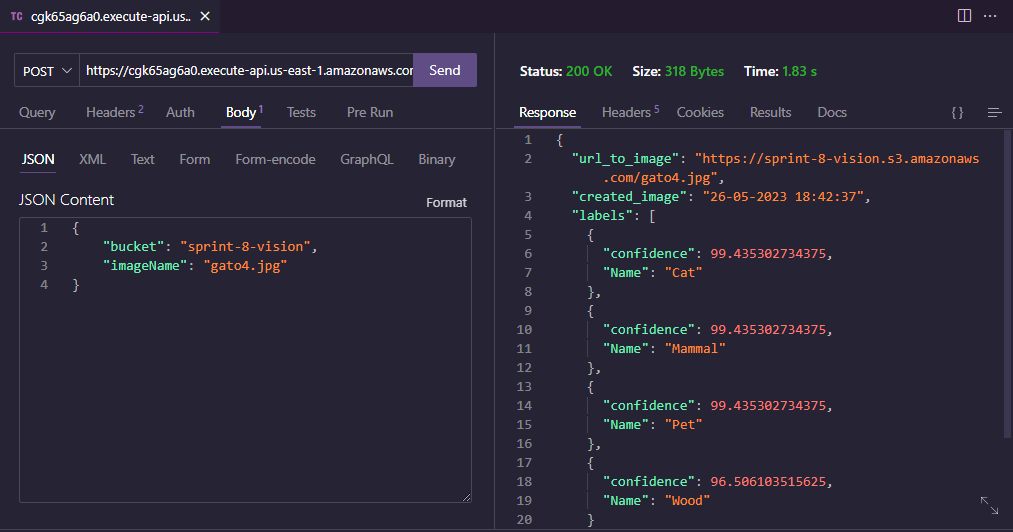 TC cgk65ag6a0.execute-api.us.. ×
POST https://cgk65ag6a0.execute-api.us-east-1.amazonaws.com Send
Query Headers 2 Auth Body 1 Tests Pre Run
JSON XML Text Form Form-encode GraphQL Binary
JSON Content Format
1 {
2 "bucket": "sprint-8-vision",
3 "imageName": "gato4.jpg"
4 }
Status: 200 OK Size: 318 Bytes Time: 1.83 s
Response Headers 5 Cookies Results Docs { }
1 {
2 "url_to_image": "https://sprint-8-vision.s3.amazonaws
.com/gato4.jpg",
3 "created_image": "26-05-2023 18:42:37",
4 "labels": [
5 {
6 "confidence": 99.435302734375,
7 "Name": "Cat"
8 },
9 {
10 "confidence": 99.435302734375,
11 "Name": "Mammal"
12 },
13 {
14 "confidence": 99.435302734375,
15 "Name": "Pet"
16 },
17 {
18 "confidence": 96.506103515625,
19 "Name": "Wood"
20 }